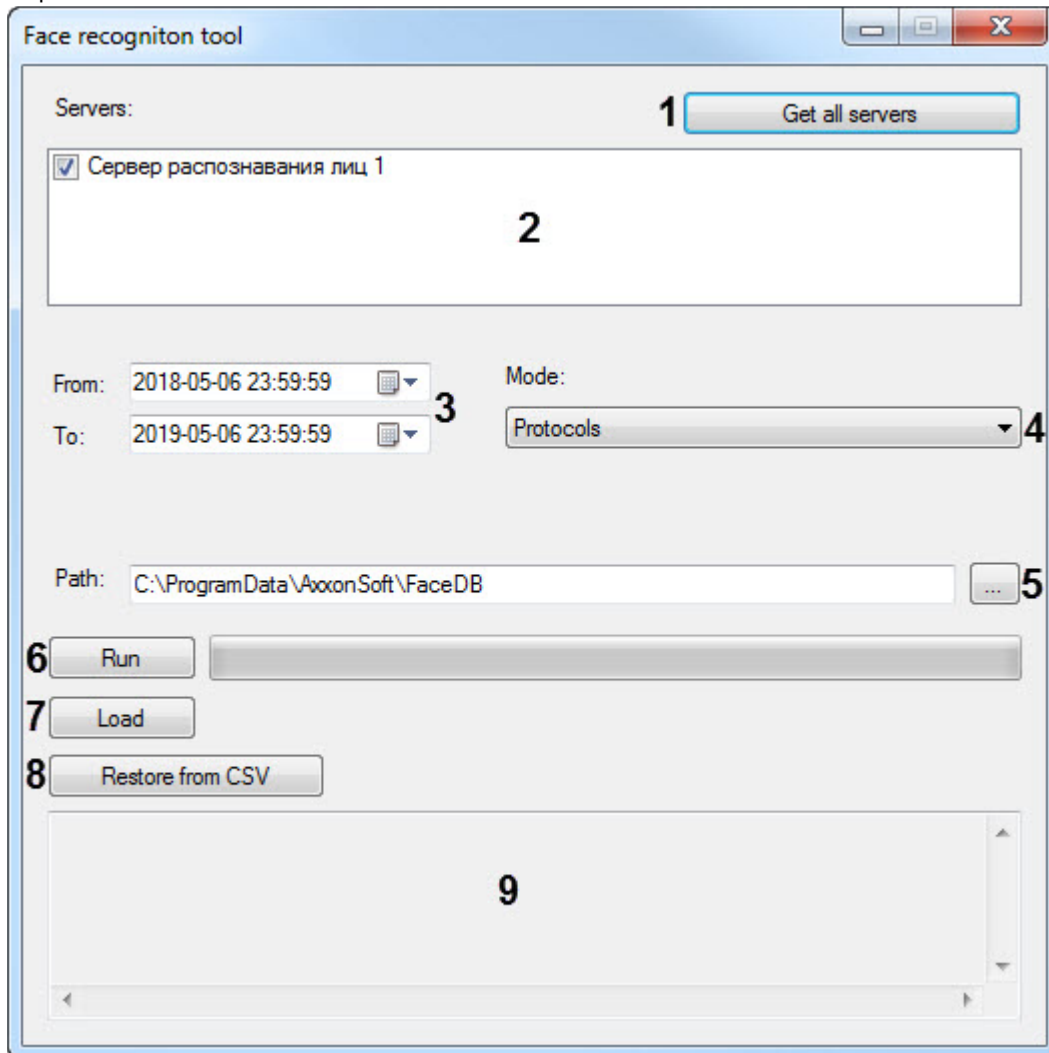 Face recogniton tool
Servers:
1 Get all servers
Сервер распознавания лиц 1
2
From: 2018-05-06 23:59:59
3
To: 2019-05-06 23:59:59
Mode:
Protocols 4
Path: C:\ProgramData\AxxonSoft\FaceDB ... 5
6 Run
7 Load
8 Restore from CSV
9